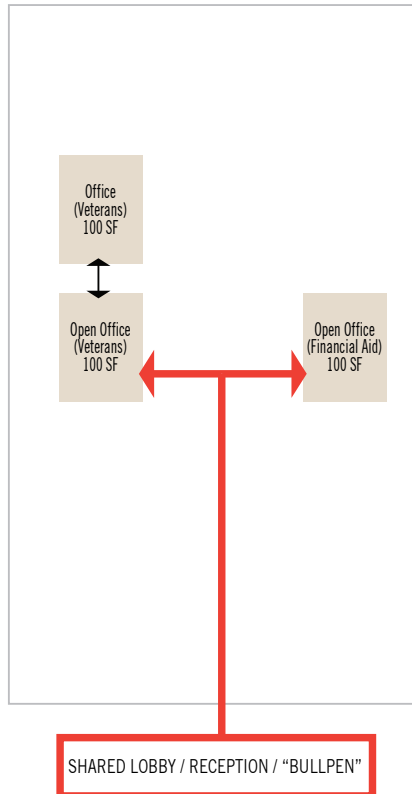 Office
(Veterans)
100 SF
Open Office
(Veterans)
100 SF
Open Office
(Financial Aid)
100 SF
SHARED LOBBY / RECEPTION / “BULLPEN”